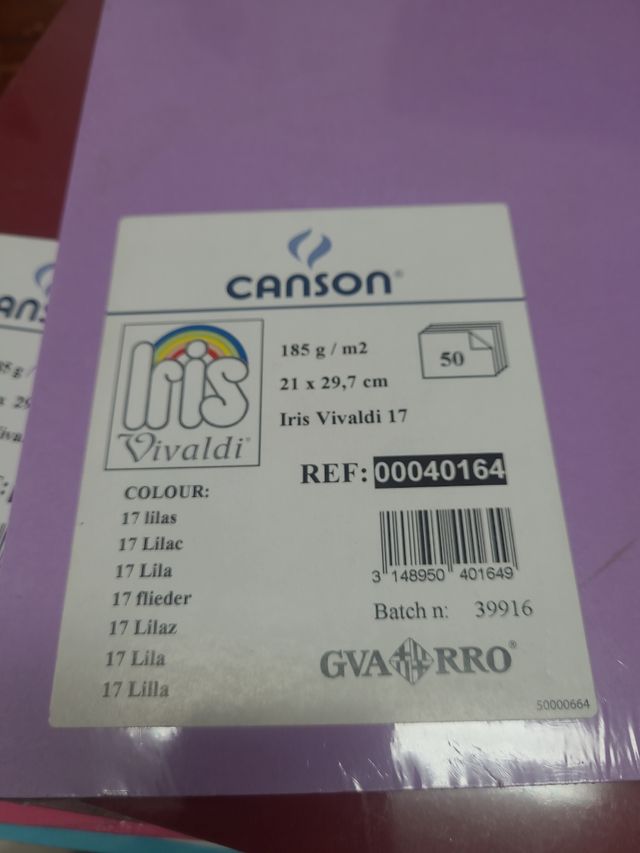 CANSON®
Iris
Vivaldi®
185 g / m2
21 x 29,7 cm
Iris Vivaldi 17
50
REF: 00040164
COLOUR:
17 lilas
17 Lilac
17 Lila
17 flieder
17 Lilaz
17 Lila
17 Lilla
3 148950 401649
Batch n: 39916
GVARRO®
50000664